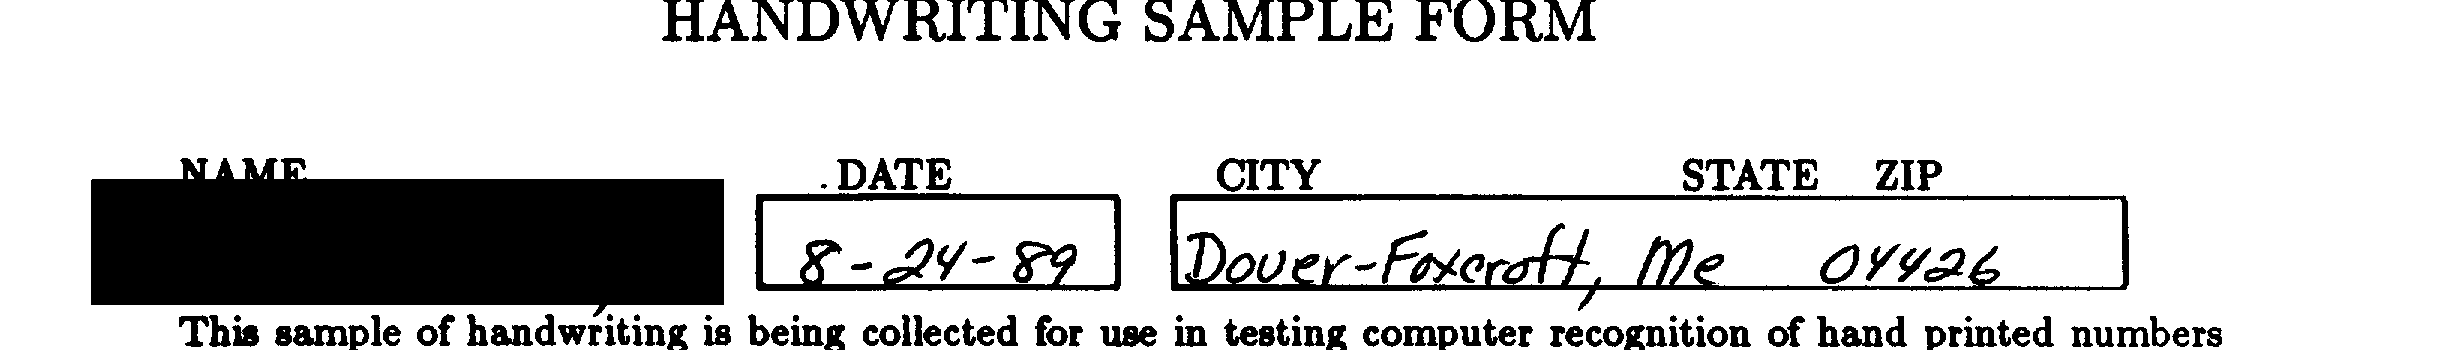 HANDWRITING SAMPLE FORM
NAME DATE CITY STATE ZIP
8-24-89 Dover-Foxcroft, Me 04426
This sample of handwriting is being collected for use in testing computer recognition of hand printed numbers